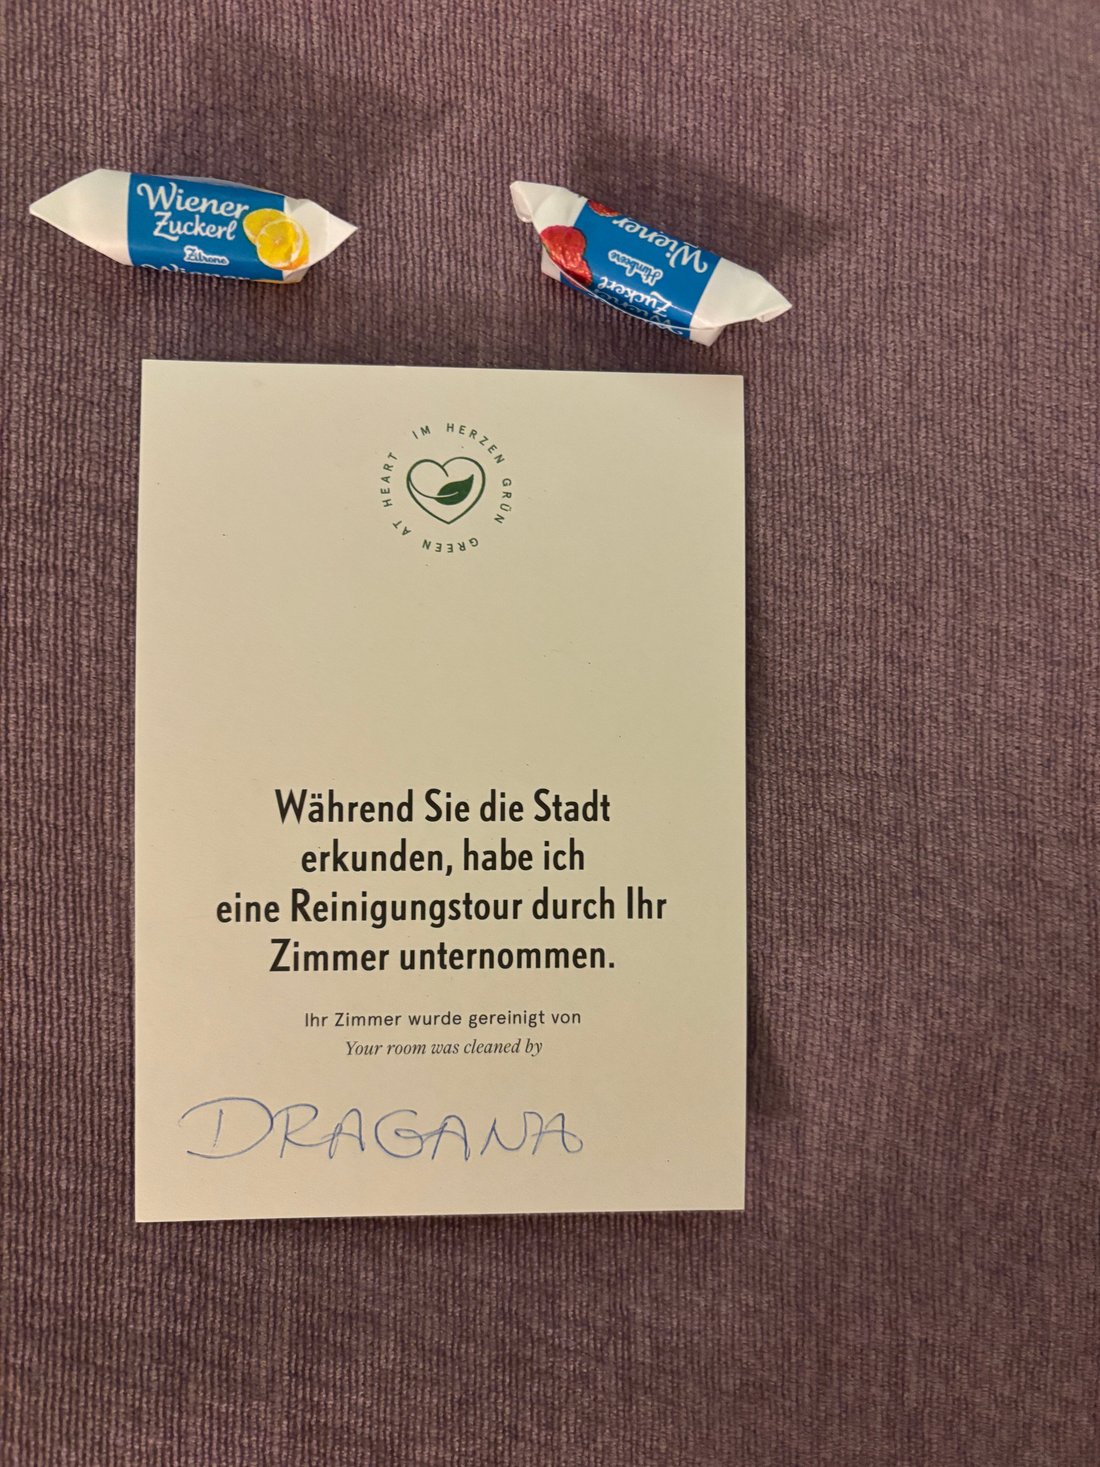 Wiener
Zuckerl
Zitrone
Wiener
Wiener
Himbeere
Zuckerl
IM HERZEN GRÜN
GREEN AT HEART
Während Sie die Stadt
erkunden, habe ich
eine Reinigungstour durch Ihr
Zimmer unternommen.
Ihr Zimmer wurde gereinigt von
Your room was cleaned by
DRAGANA